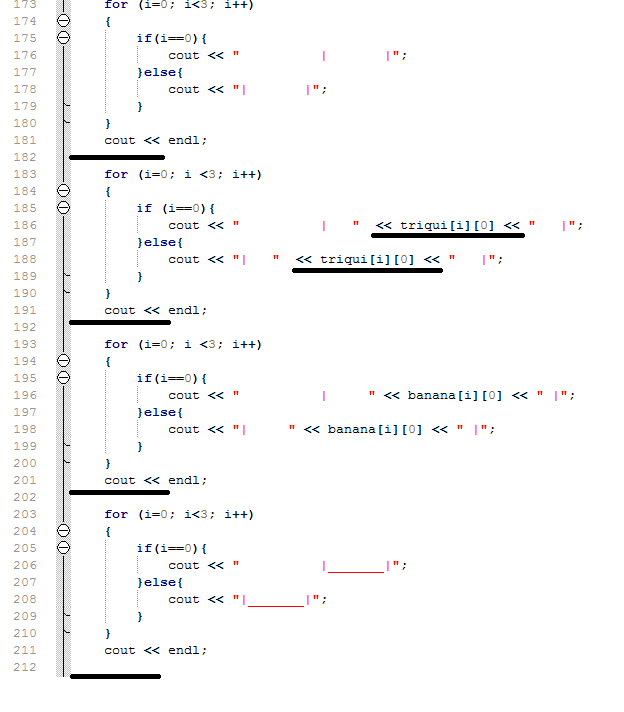 173 for (i=0; i<3; i++)
174 {
175 if(i==0){
176 cout << "          |       |";
177 }else{
178 cout << "|       |";
179 }
180 }
181 cout << endl;
182
183 for (i=0; i <3; i++)
184 {
185 if (i==0){
186 cout << "          |   " << triqui[i][0] << "   |";
187 }else{
188 cout << "|   " << triqui[i][0] << "   |";
189 }
190 }
191 cout << endl;
192
193 for (i=0; i <3; i++)
194 {
195 if(i==0){
196 cout << "          |     " << banana[i][0] << " |";
197 }else{
198 cout << "|     " << banana[i][0] << " |";
199 }
200 }
201 cout << endl;
202
203 for (i=0; i<3; i++)
204 {
205 if(i==0){
206 cout << "          |_______|";
207 }else{
208 cout << "|_______|";
209 }
210 }
211 cout << endl;
212